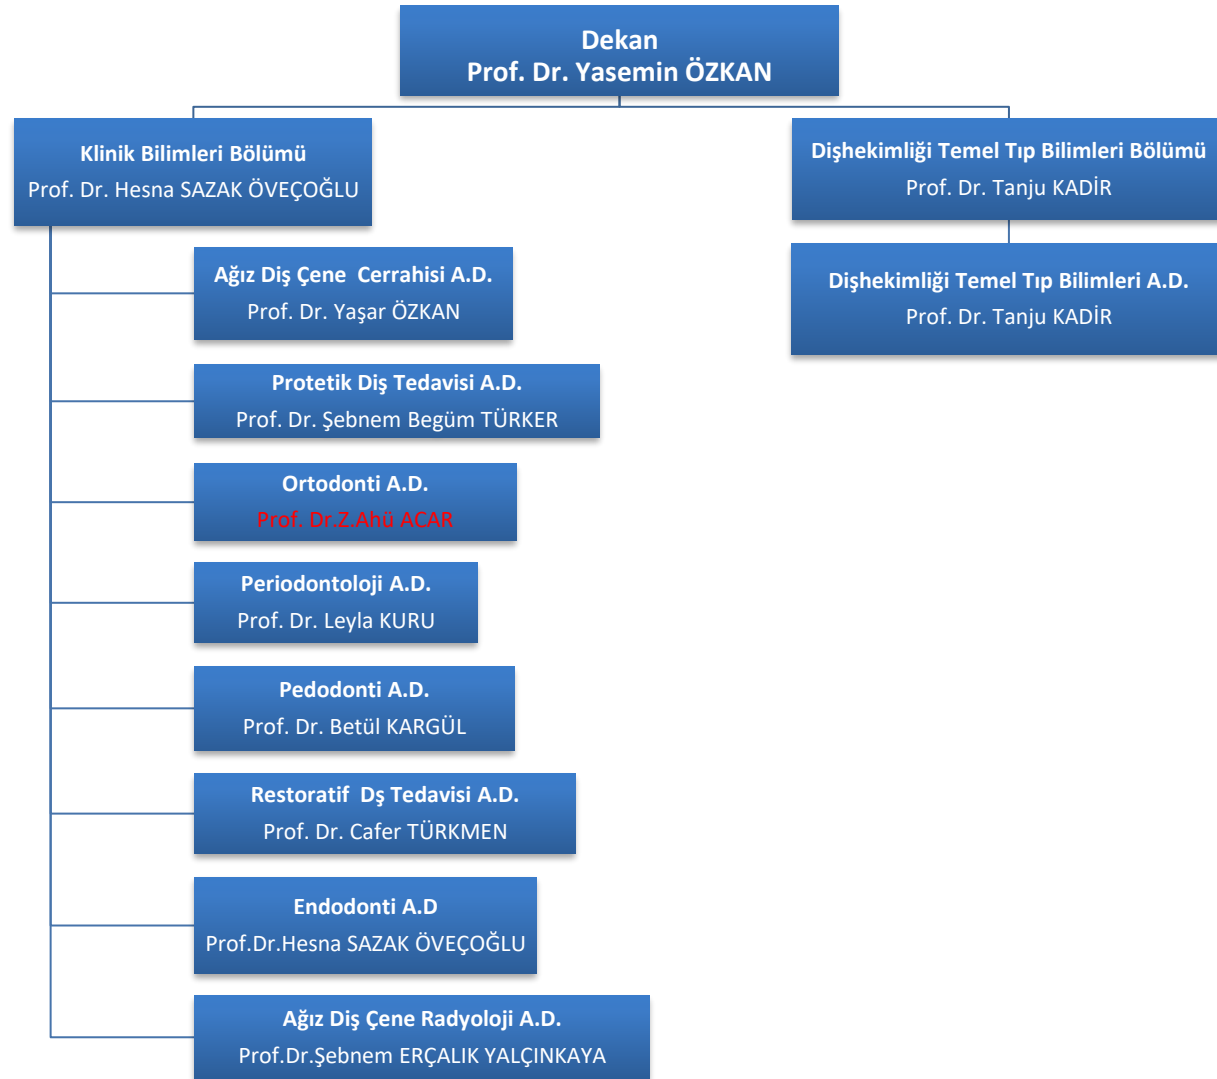 Dekan
Prof. Dr. Yasemin ÖZKAN
Klinik Bilimleri Bölümü
Prof. Dr. Hesna SAZAK ÖVEÇOĞLU
Dişhekimliği Temel Tıp Bilimleri Bölümü
Prof. Dr. Tanju KADİR
Ağız Diş Çene Cerrahisi A.D.
Prof. Dr. Yaşar ÖZKAN
Dişhekimliği Temel Tıp Bilimleri A.D.
Prof. Dr. Tanju KADİR
Protetik Diş Tedavisi A.D.
Prof. Dr. Şebnem Begüm TÜRKER
Ortodonti A.D.
Prof. Dr.Z.Ahü ACAR
Periodontoloji A.D.
Prof. Dr. Leyla KURU
Pedodonti A.D.
Prof. Dr. Betül KARGÜL
Restoratif Dş Tedavisi A.D.
Prof. Dr. Cafer TÜRKMEN
Endodonti A.D
Prof.Dr.Hesna SAZAK ÖVEÇOĞLU
Ağız Diş Çene Radyoloji A.D.
Prof.Dr.Şebnem ERÇALIK YALÇINKAYA